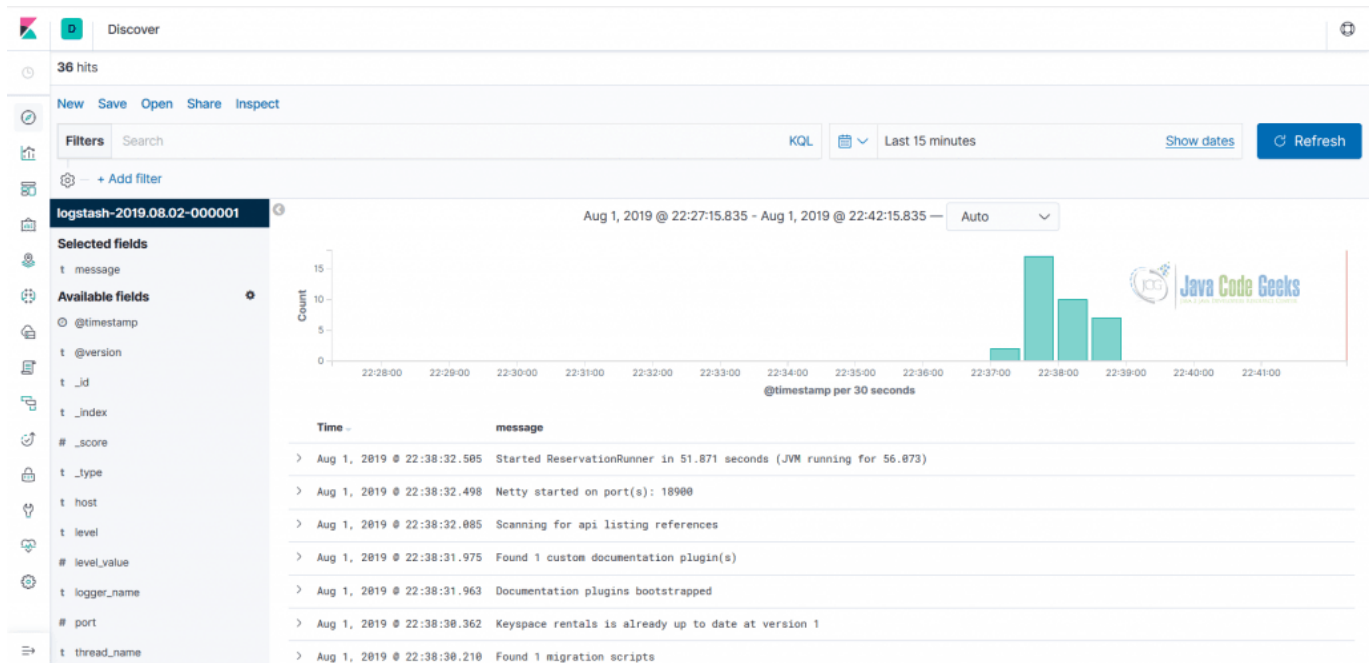 D Discover
36 hits
New Save Open Share Inspect
Filters Search KQL Last 15 minutes Show dates Refresh
+ Add filter
logstash-2019.08.02-000001
Selected fields
t message
Available fields
@timestamp
t @version
t _id
t _index
# _score
t _type
t host
t level
# level_value
t logger_name
# port
t thread_name
Aug 1, 2019 @ 22:27:15.835 - Aug 1, 2019 @ 22:42:15.835 — Auto
Count
15
10
5
0
22:28:00 22:29:00 22:30:00 22:31:00 22:32:00 22:33:00 22:34:00 22:35:00 22:36:00 22:37:00 22:38:00 22:39:00 22:40:00 22:41:00
@timestamp per 30 seconds
JCG Java Code Geeks
Time message
Aug 1, 2019 @ 22:38:32.505 Started ReservationRunner in 51.871 seconds (JVM running for 56.073)
Aug 1, 2019 @ 22:38:32.498 Netty started on port(s): 18900
Aug 1, 2019 @ 22:38:32.085 Scanning for api listing references
Aug 1, 2019 @ 22:38:31.975 Found 1 custom documentation plugin(s)
Aug 1, 2019 @ 22:38:31.963 Documentation plugins bootstrapped
Aug 1, 2019 @ 22:38:30.362 Keyspace rentals is already up to date at version 1
Aug 1, 2019 @ 22:38:30.210 Found 1 migration scripts